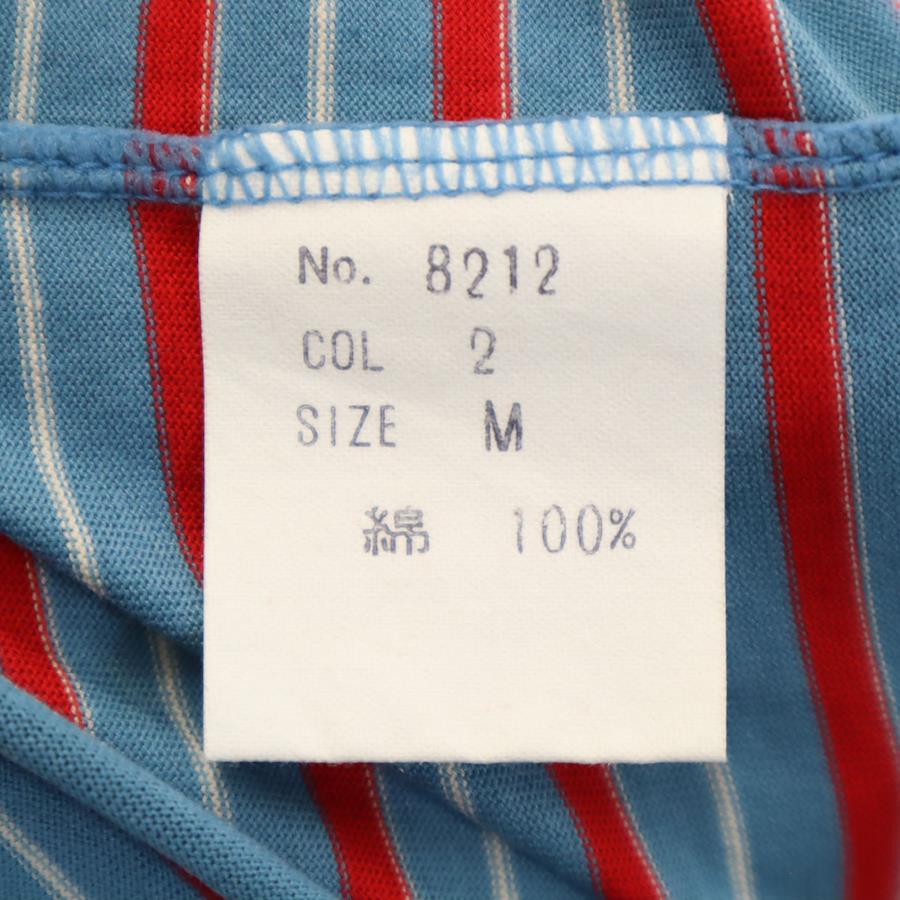 No. 8212
COL 2
SIZE M
綿 100%